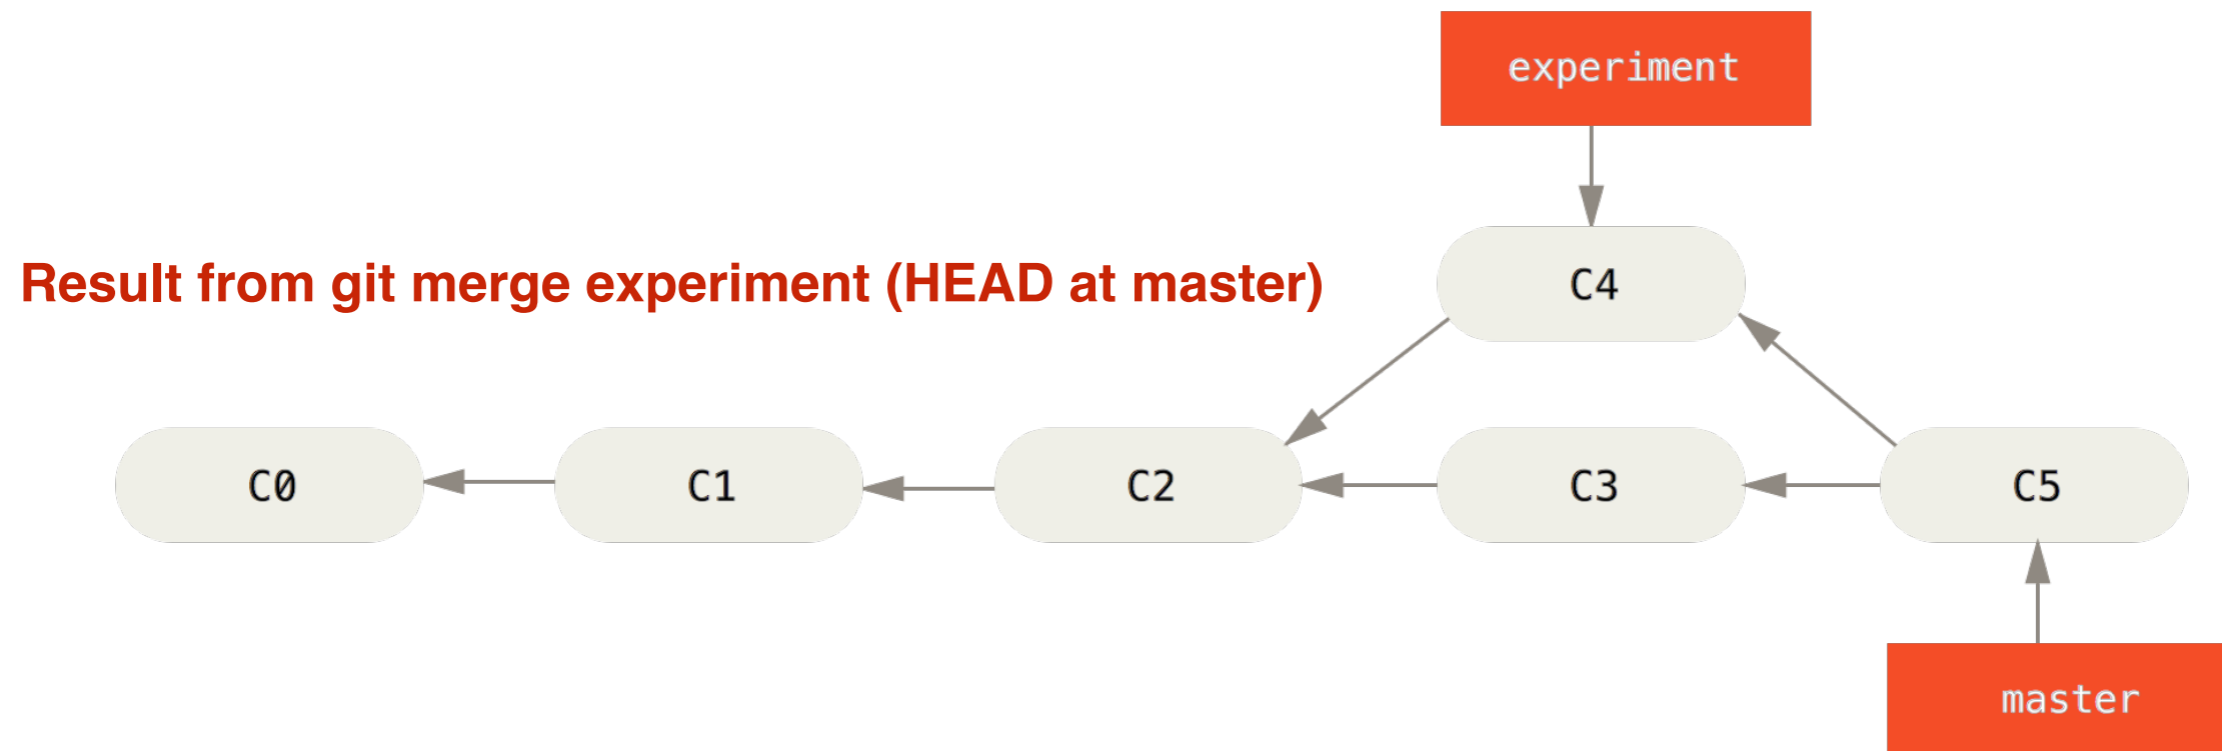 experiment
Result from git merge experiment (HEAD at master)
C4
C0 C1 C2 C3 C5
master